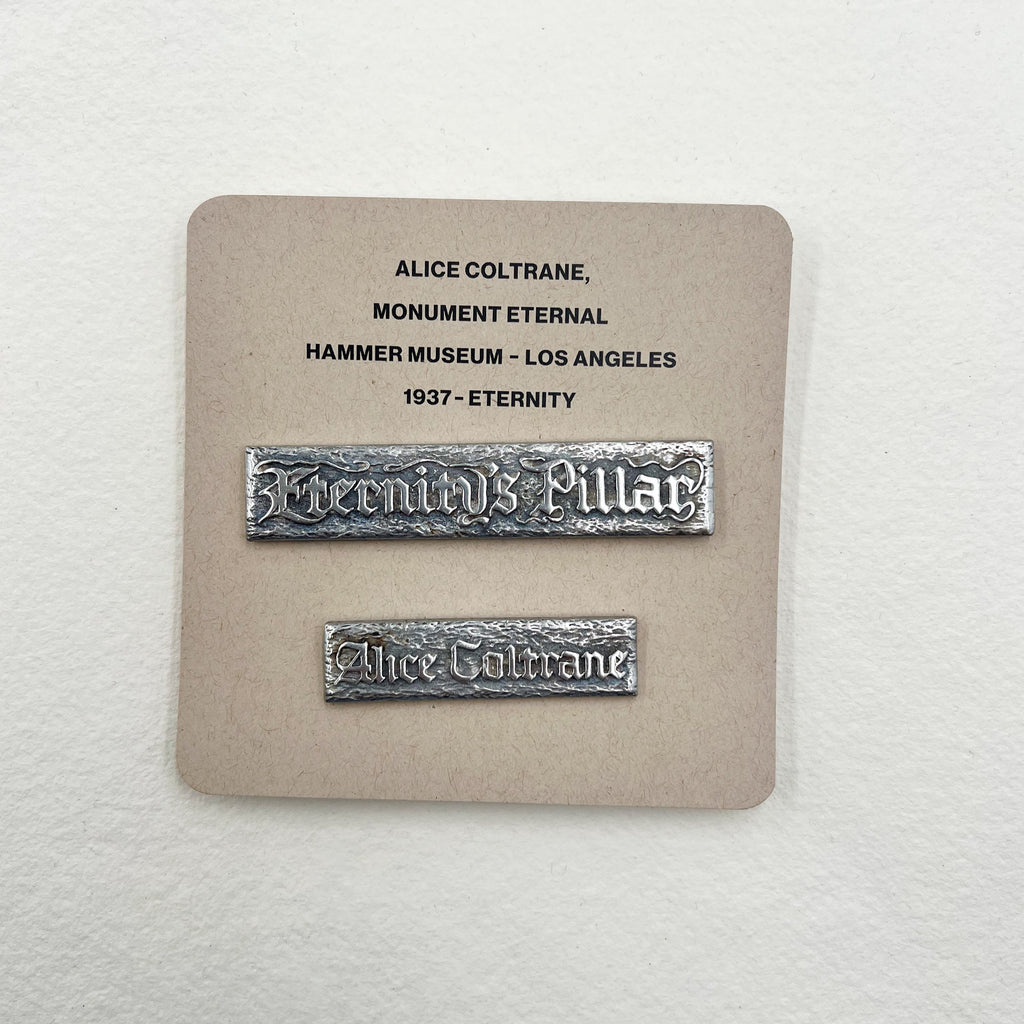 ALICE COLTRANE,
MONUMENT ETERNAL
HAMMER MUSEUM - LOS ANGELES
1937 - ETERNITY
Eternity's Pillar
Alice Coltrane